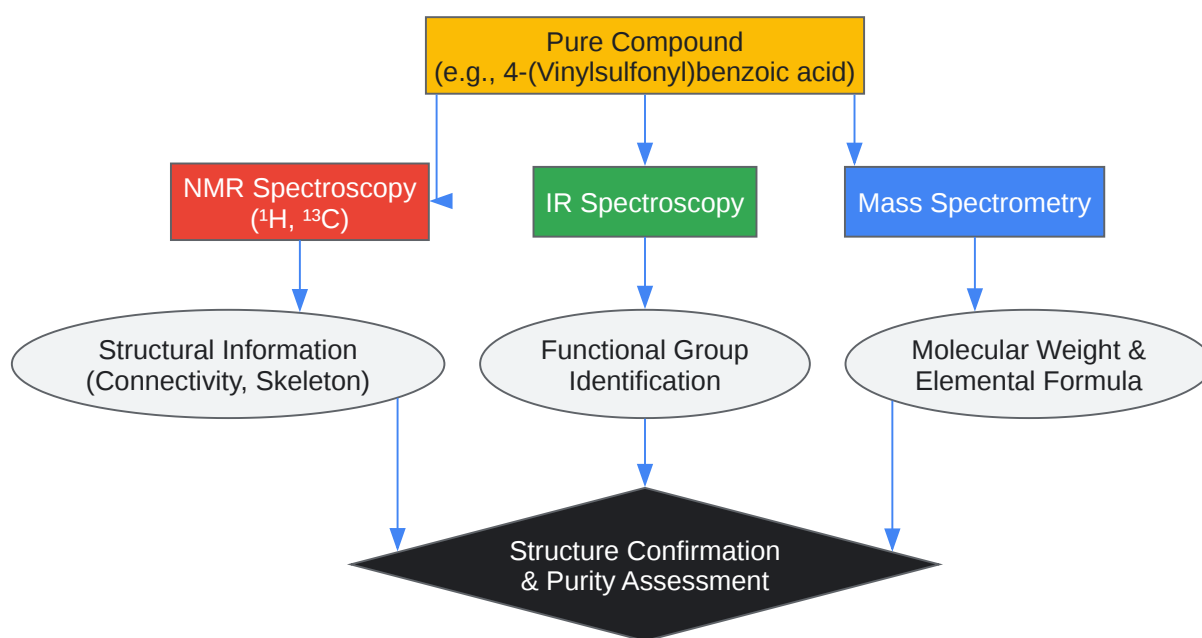 Pure Compound
(e.g., 4-(Vinylsulfonyl)benzoic acid)
NMR Spectroscopy
(¹H, ¹³C)
IR Spectroscopy
Mass Spectrometry
Structural Information
(Connectivity, Skeleton)
Functional Group
Identification
Molecular Weight &
Elemental Formula
Structure Confirmation
& Purity Assessment